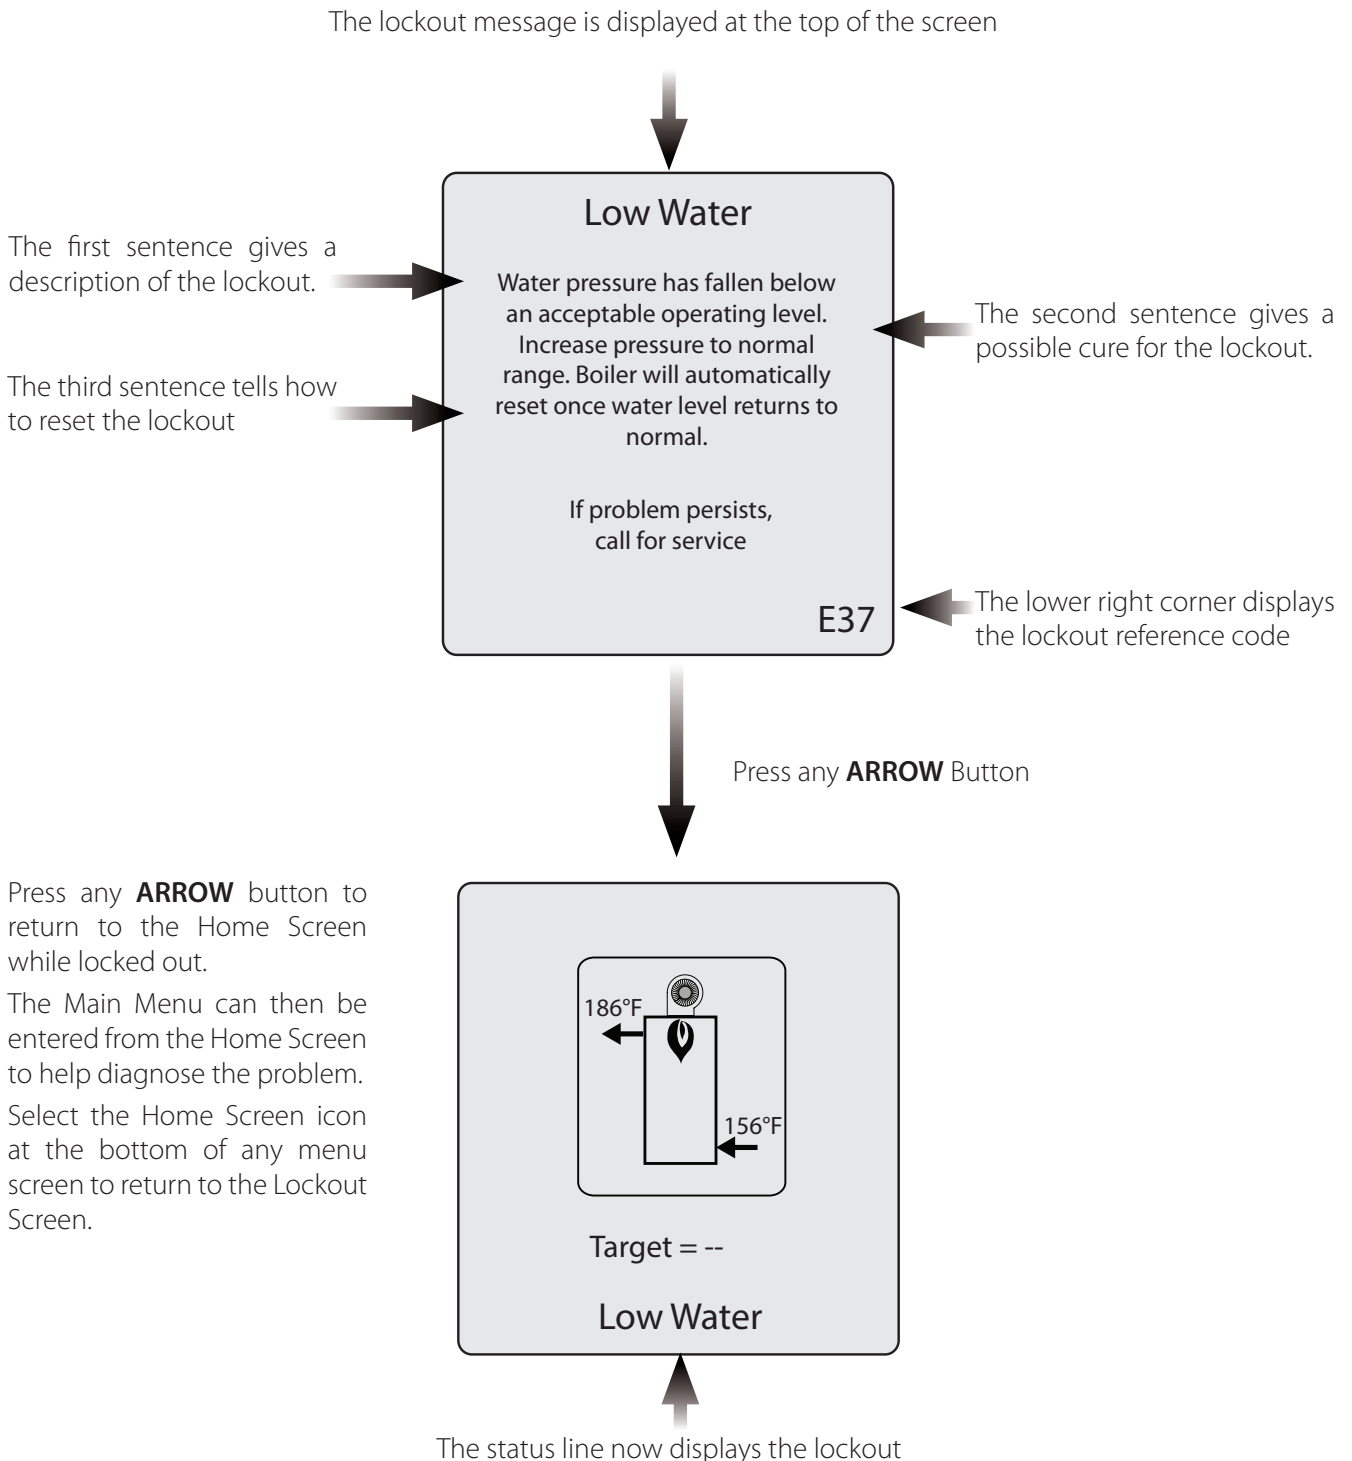 The lockout message is displayed at the top of the screen
Low Water
The first sentence gives a
description of the lockout.
Water pressure has fallen below
an acceptable operating level.
Increase pressure to normal
range. Boiler will automatically
reset once water level returns to
normal.
The second sentence gives a
possible cure for the lockout.
The third sentence tells how
to reset the lockout
If problem persists,
call for service
E37
The lower right corner displays
the lockout reference code
Press any ARROW Button
Press any ARROW button to
return to the Home Screen
while locked out.
The Main Menu can then be
entered from the Home Screen
to help diagnose the problem.
Select the Home Screen icon
at the bottom of any menu
screen to return to the Lockout
Screen.
186°F
156°F
Target = --
Low Water
The status line now displays the lockout